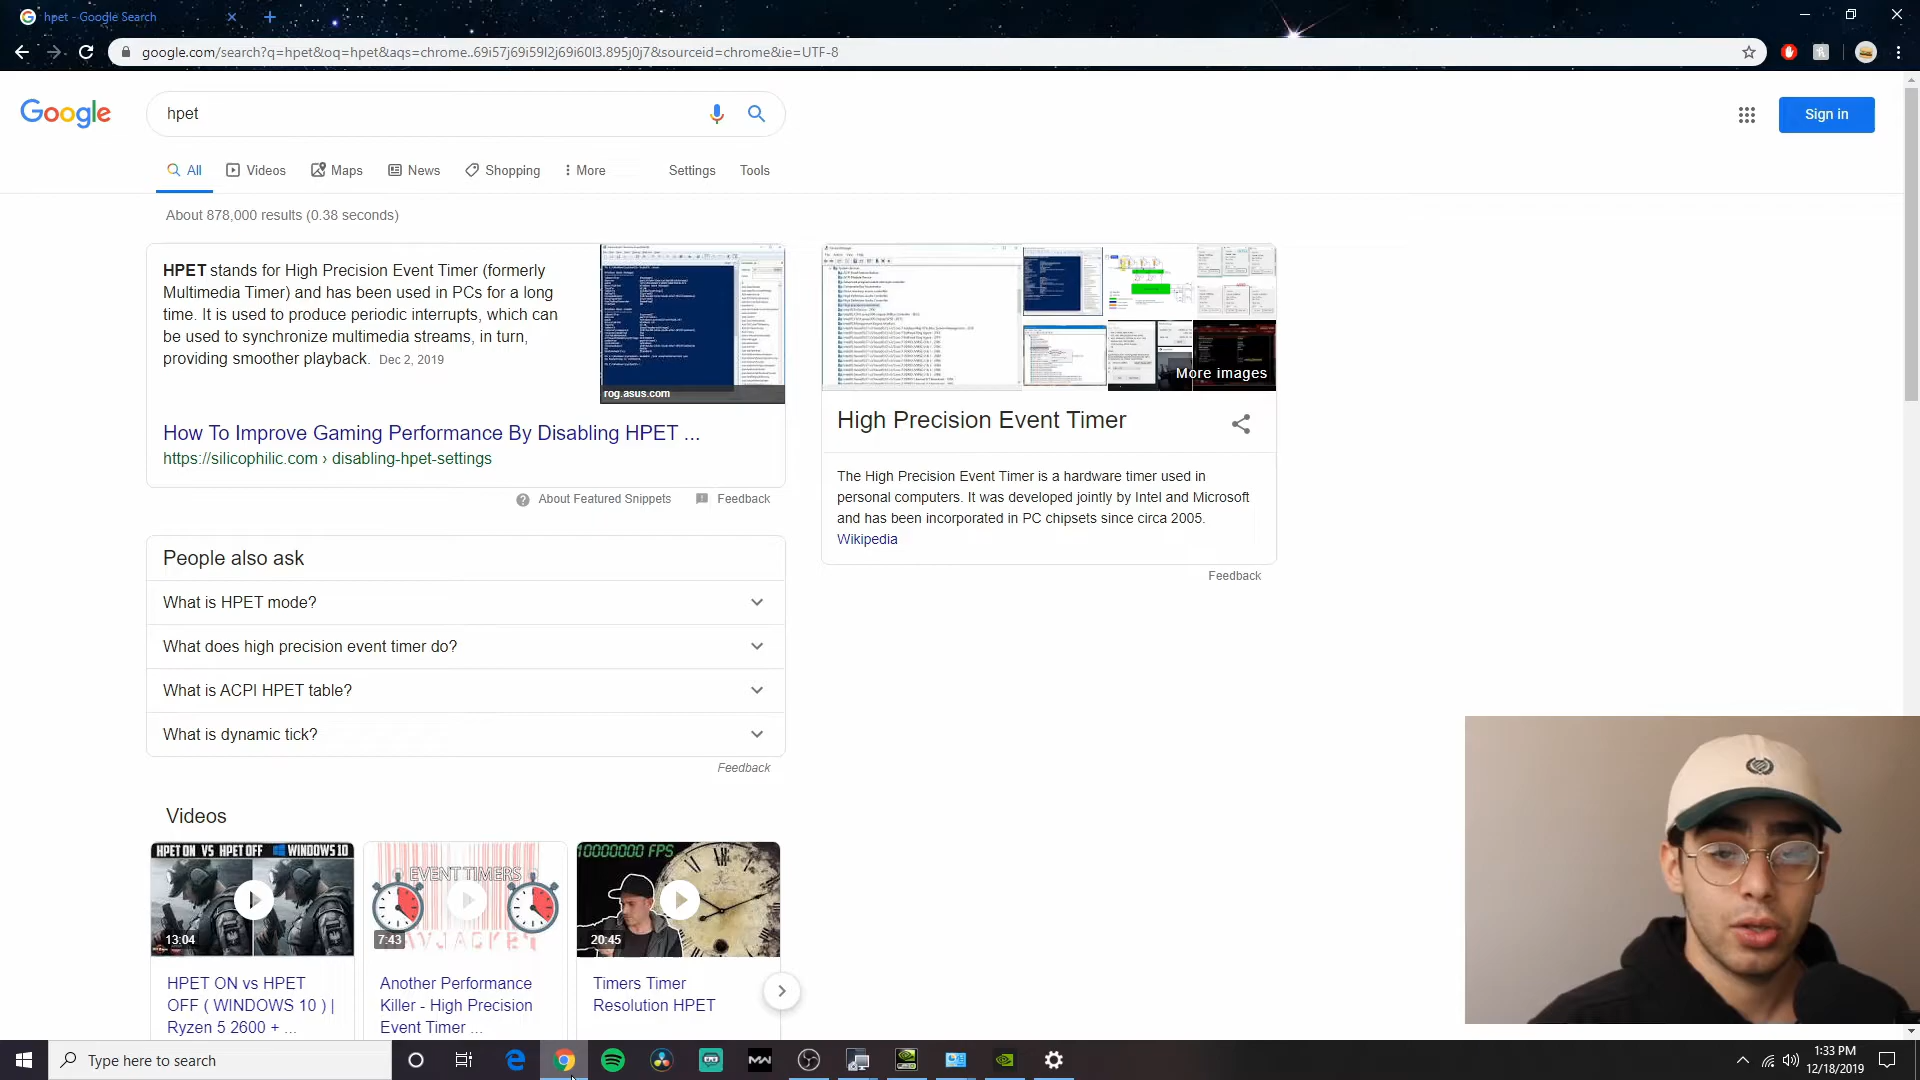 hpet - Google Search
google.com/search?q=hpet&oq=hpet&aqs=chrome..69i57j69i59l2j69i60l3.895j0j7&sourceid=chrome&ie=UTF-8
Google
hpet
Sign in
All Videos Maps News Shopping More Settings Tools
About 878,000 results (0.38 seconds)
HPET stands for High Precision Event Timer (formerly
Multimedia Timer) and has been used in PCs for a long
time. It is used to produce periodic interrupts, which can
be used to synchronize multimedia streams, in turn,
providing smoother playback. Dec 2, 2019
rog.asus.com
How To Improve Gaming Performance By Disabling HPET ...
https://silicophilic.com › disabling-hpet-settings
About Featured Snippets Feedback
More images
High Precision Event Timer
The High Precision Event Timer is a hardware timer used in
personal computers. It was developed jointly by Intel and Microsoft
and has been incorporated in PC chipsets since circa 2005.
Wikipedia
Feedback
People also ask
What is HPET mode?
What does high precision event timer do?
What is ACPI HPET table?
What is dynamic tick?
Feedback
Videos
HPET ON VS HPET OFF WINDOWS 10
13:04
EVENT TIMERS
7:43
10000000 FPS
20:45
HPET ON vs HPET
OFF ( WINDOWS 10 ) |
Ryzen 5 2600 + ...
Another Performance
Killer - High Precision
Event Timer ...
Timers Timer
Resolution HPET
Type here to search
1:33 PM
12/18/2019